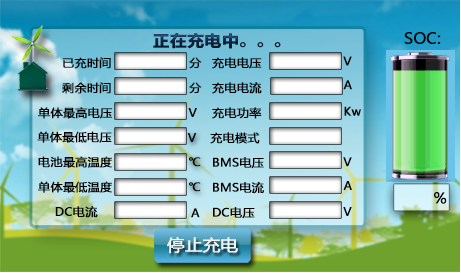 正在充电中。。。
SOC:
已充时间 分 充电电压 V
剩余时间 分 充电电流 A
单体最高电压 V 充电功率 Kw
单体最低电压 V 充电模式
电池最高温度 ℃ BMS电压 V
单体最低温度 ℃ BMS电流 A
%
DC电流 A DC电压 V
停止充电